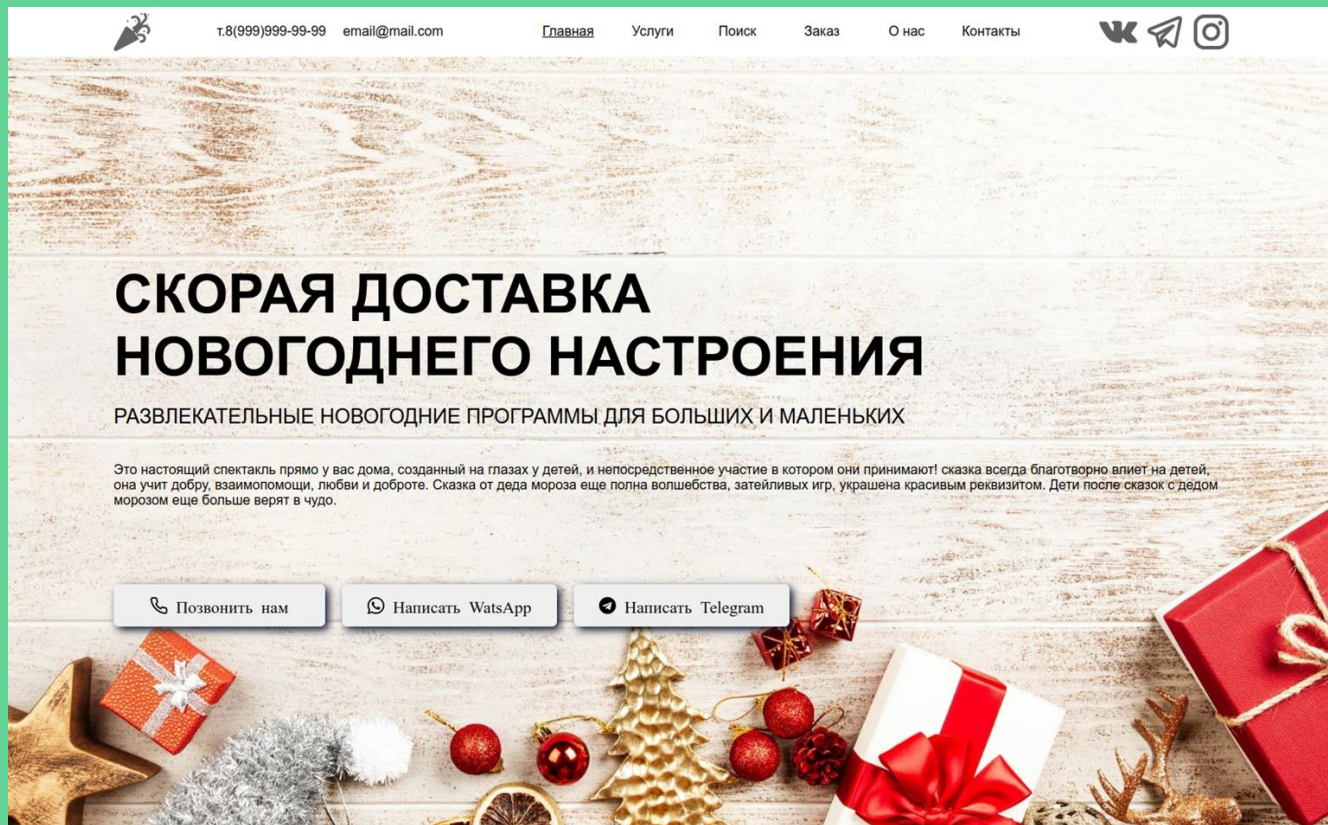 т.8(999)999-99-99 email@mail.com Главная Услуги Поиск Заказ О нас Контакты
СКОРАЯ ДОСТАВКА
НОВОГОДНЕГО НАСТРОЕНИЯ
РАЗВЛЕКАТЕЛЬНЫЕ НОВОГОДНИЕ ПРОГРАММЫ ДЛЯ БОЛЬШИХ И МАЛЕНЬКИХ
Это настоящий спектакль прямо у вас дома, созданный на глазах у детей, и непосредственное участие в котором они принимают! сказка всегда благотворно влиет на детей,
она учит добру, взаимопомощи, любви и доброте. Сказка от деда мороза еще полна волшебства, затейливых игр, украшена красивым реквизитом. Дети после сказок с дедом
морозом еще больше верят в чудо.
Позвонить нам Написать WatsApp Написать Telegram